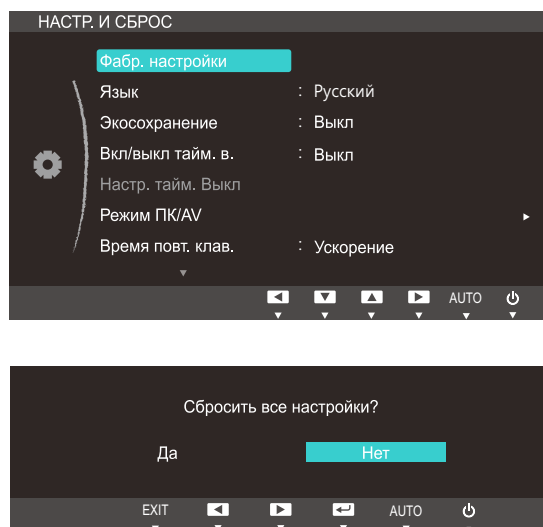 НАСТР. И СБРОС
Фабр. настройки
Язык : Русский
Экосохранение : Выкл
Вкл/выкл тайм. в. : Выкл
Настр. тайм. Выкл
Режим ПК/AV
Время повт. клав. : Ускорение
AUTO
Сбросить все настройки?
Да Нет
EXIT AUTO